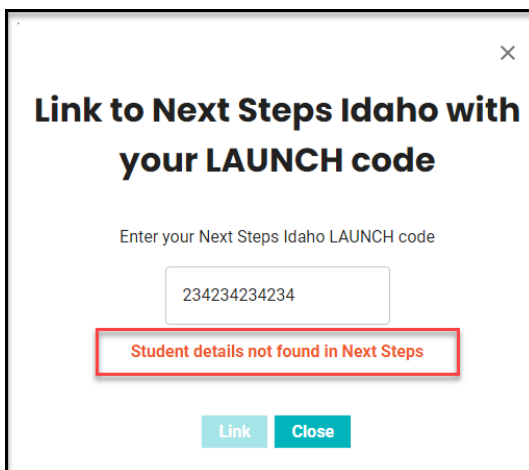 Link to Next Steps Idaho with
your LAUNCH code
Enter your Next Steps Idaho LAUNCH code
234234234234
Student details not found in Next Steps
Link
Close